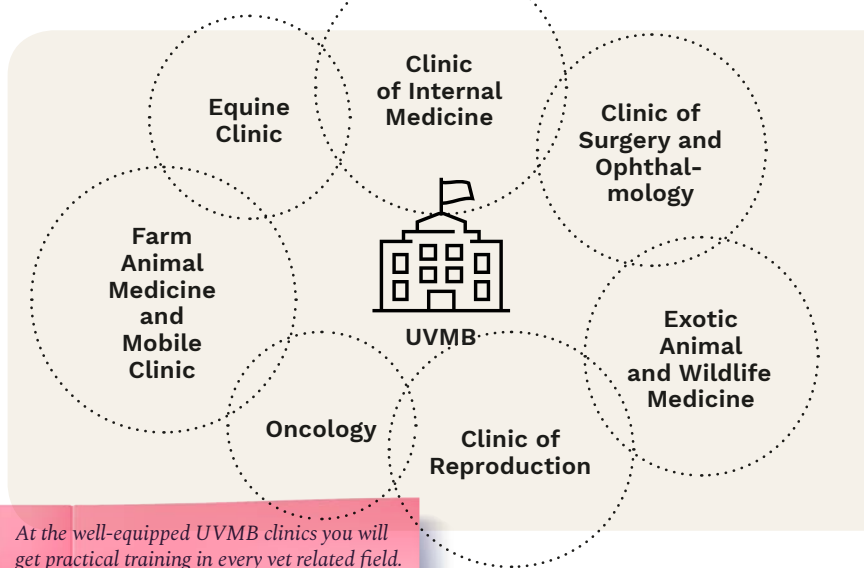 Clinic
of Internal
Medicine
Equine
Clinic
Clinic of
Surgery and
Ophthal-
mology
Farm
Animal
Medicine
and
Mobile
Clinic
UVMB
Exotic
Animal
and Wildlife
Medicine
Oncology
Clinic of
Reproduction
At the well-equipped UVMB clinics you will
get practical training in every vet related field.